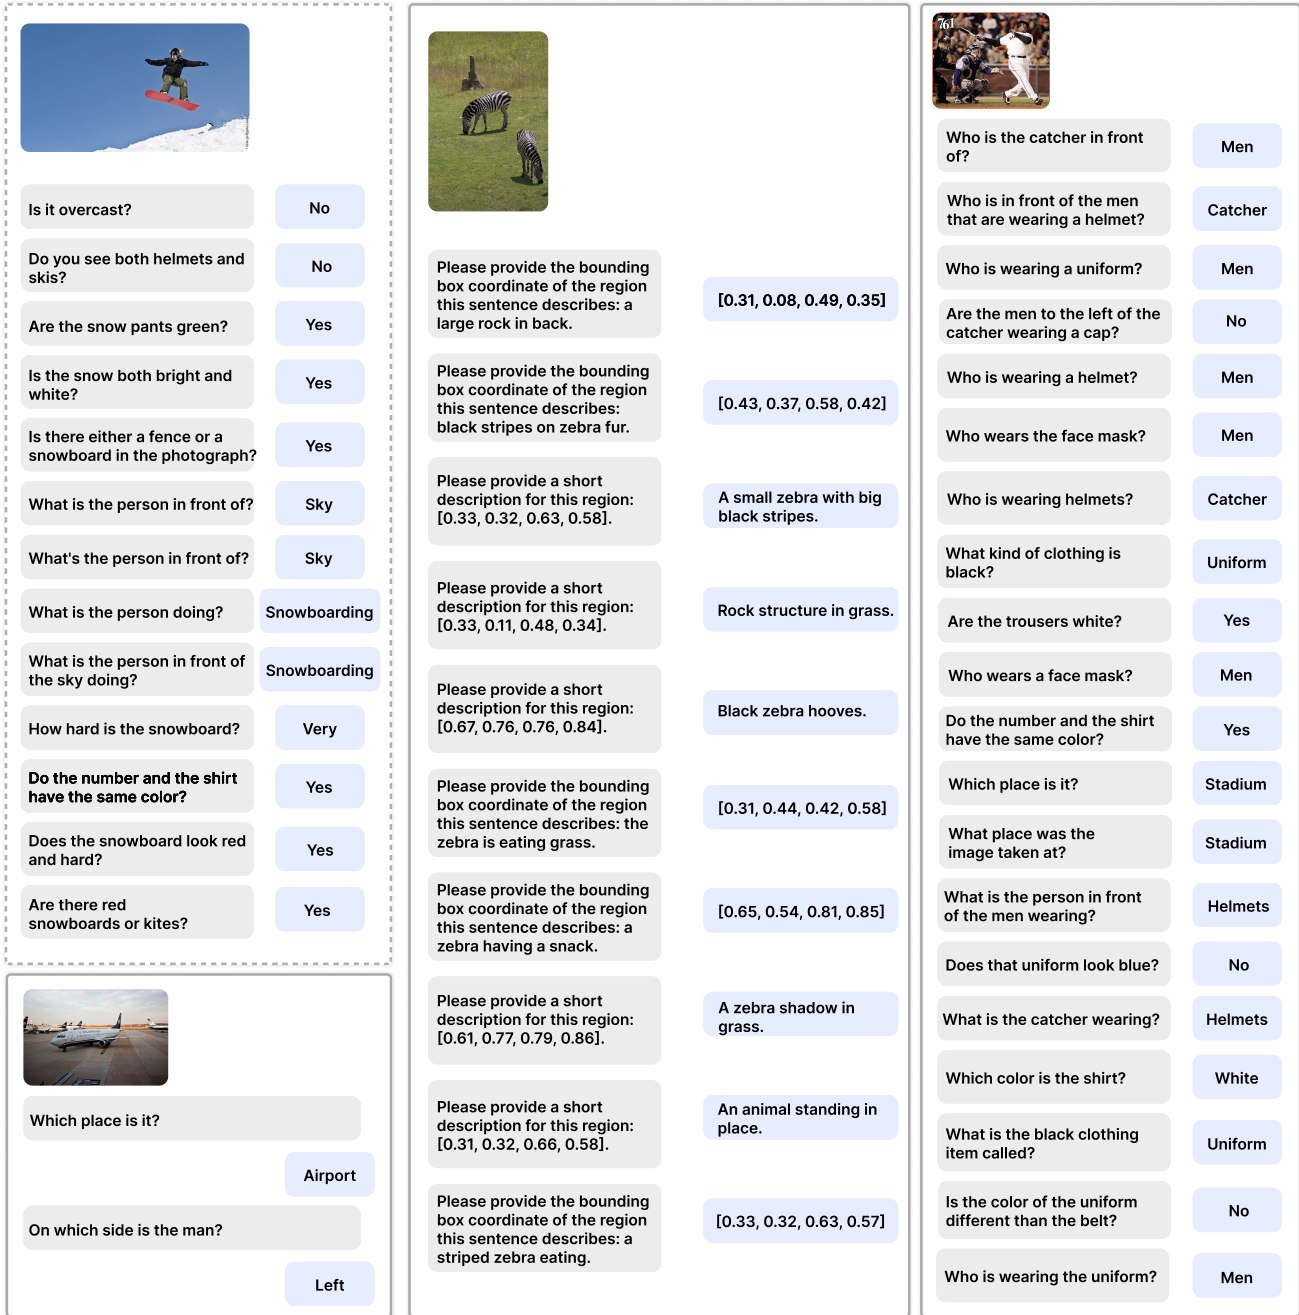 Is it overcast?
No
Do you see both helmets and
skis?
No
Are the snow pants green?
Yes
Is the snow both bright and
white?
Yes
Is there either a fence or a
snowboard in the photograph?
Yes
What is the person in front of?
Sky
What's the person in front of?
Sky
What is the person doing?
Snowboarding
What is the person in front of
the sky doing?
Snowboarding
How hard is the snowboard?
Very
Do the number and the shirt
have the same color?
Yes
Does the snowboard look red
and hard?
Yes
Are there red
snowboards or kites?
Yes
Which place is it?
Airport
On which side is the man?
Left
Please provide the bounding
box coordinate of the region
this sentence describes: a
large rock in back.
[0.31, 0.08, 0.49, 0.35]
Please provide the bounding
box coordinate of the region
this sentence describes:
black stripes on zebra fur.
[0.43, 0.37, 0.58, 0.42]
Please provide a short
description for this region:
[0.33, 0.32, 0.63, 0.58].
A small zebra with big
black stripes.
Please provide a short
description for this region:
[0.33, 0.11, 0.48, 0.34].
Rock structure in grass.
Please provide a short
description for this region:
[0.67, 0.76, 0.76, 0.84].
Black zebra hooves.
Please provide the bounding
box coordinate of the region
this sentence describes: the
zebra is eating grass.
[0.31, 0.44, 0.42, 0.58]
Please provide the bounding
box coordinate of the region
this sentence describes: a
zebra having a snack.
[0.65, 0.54, 0.81, 0.85]
Please provide a short
description for this region:
[0.61, 0.77, 0.79, 0.86].
A zebra shadow in
grass.
Please provide a short
description for this region:
[0.31, 0.32, 0.66, 0.58].
An animal standing in
place.
Please provide the bounding
box coordinate of the region
this sentence describes: a
striped zebra eating.
[0.33, 0.32, 0.63, 0.57]
761
Who is the catcher in front
of?
Men
Who is in front of the men
that are wearing a helmet?
Catcher
Who is wearing a uniform?
Men
Are the men to the left of the
catcher wearing a cap?
No
Who is wearing a helmet?
Men
Who wears the face mask?
Men
Who is wearing helmets?
Catcher
What kind of clothing is
black?
Uniform
Are the trousers white?
Yes
Who wears a face mask?
Men
Do the number and the shirt
have the same color?
Yes
Which place is it?
Stadium
What place was the
image taken at?
Stadium
What is the person in front
of the men wearing?
Helmets
Does that uniform look blue?
No
What is the catcher wearing?
Helmets
Which color is the shirt?
White
What is the black clothing
item called?
Uniform
Is the color of the uniform
different than the belt?
No
Who is wearing the uniform?
Men